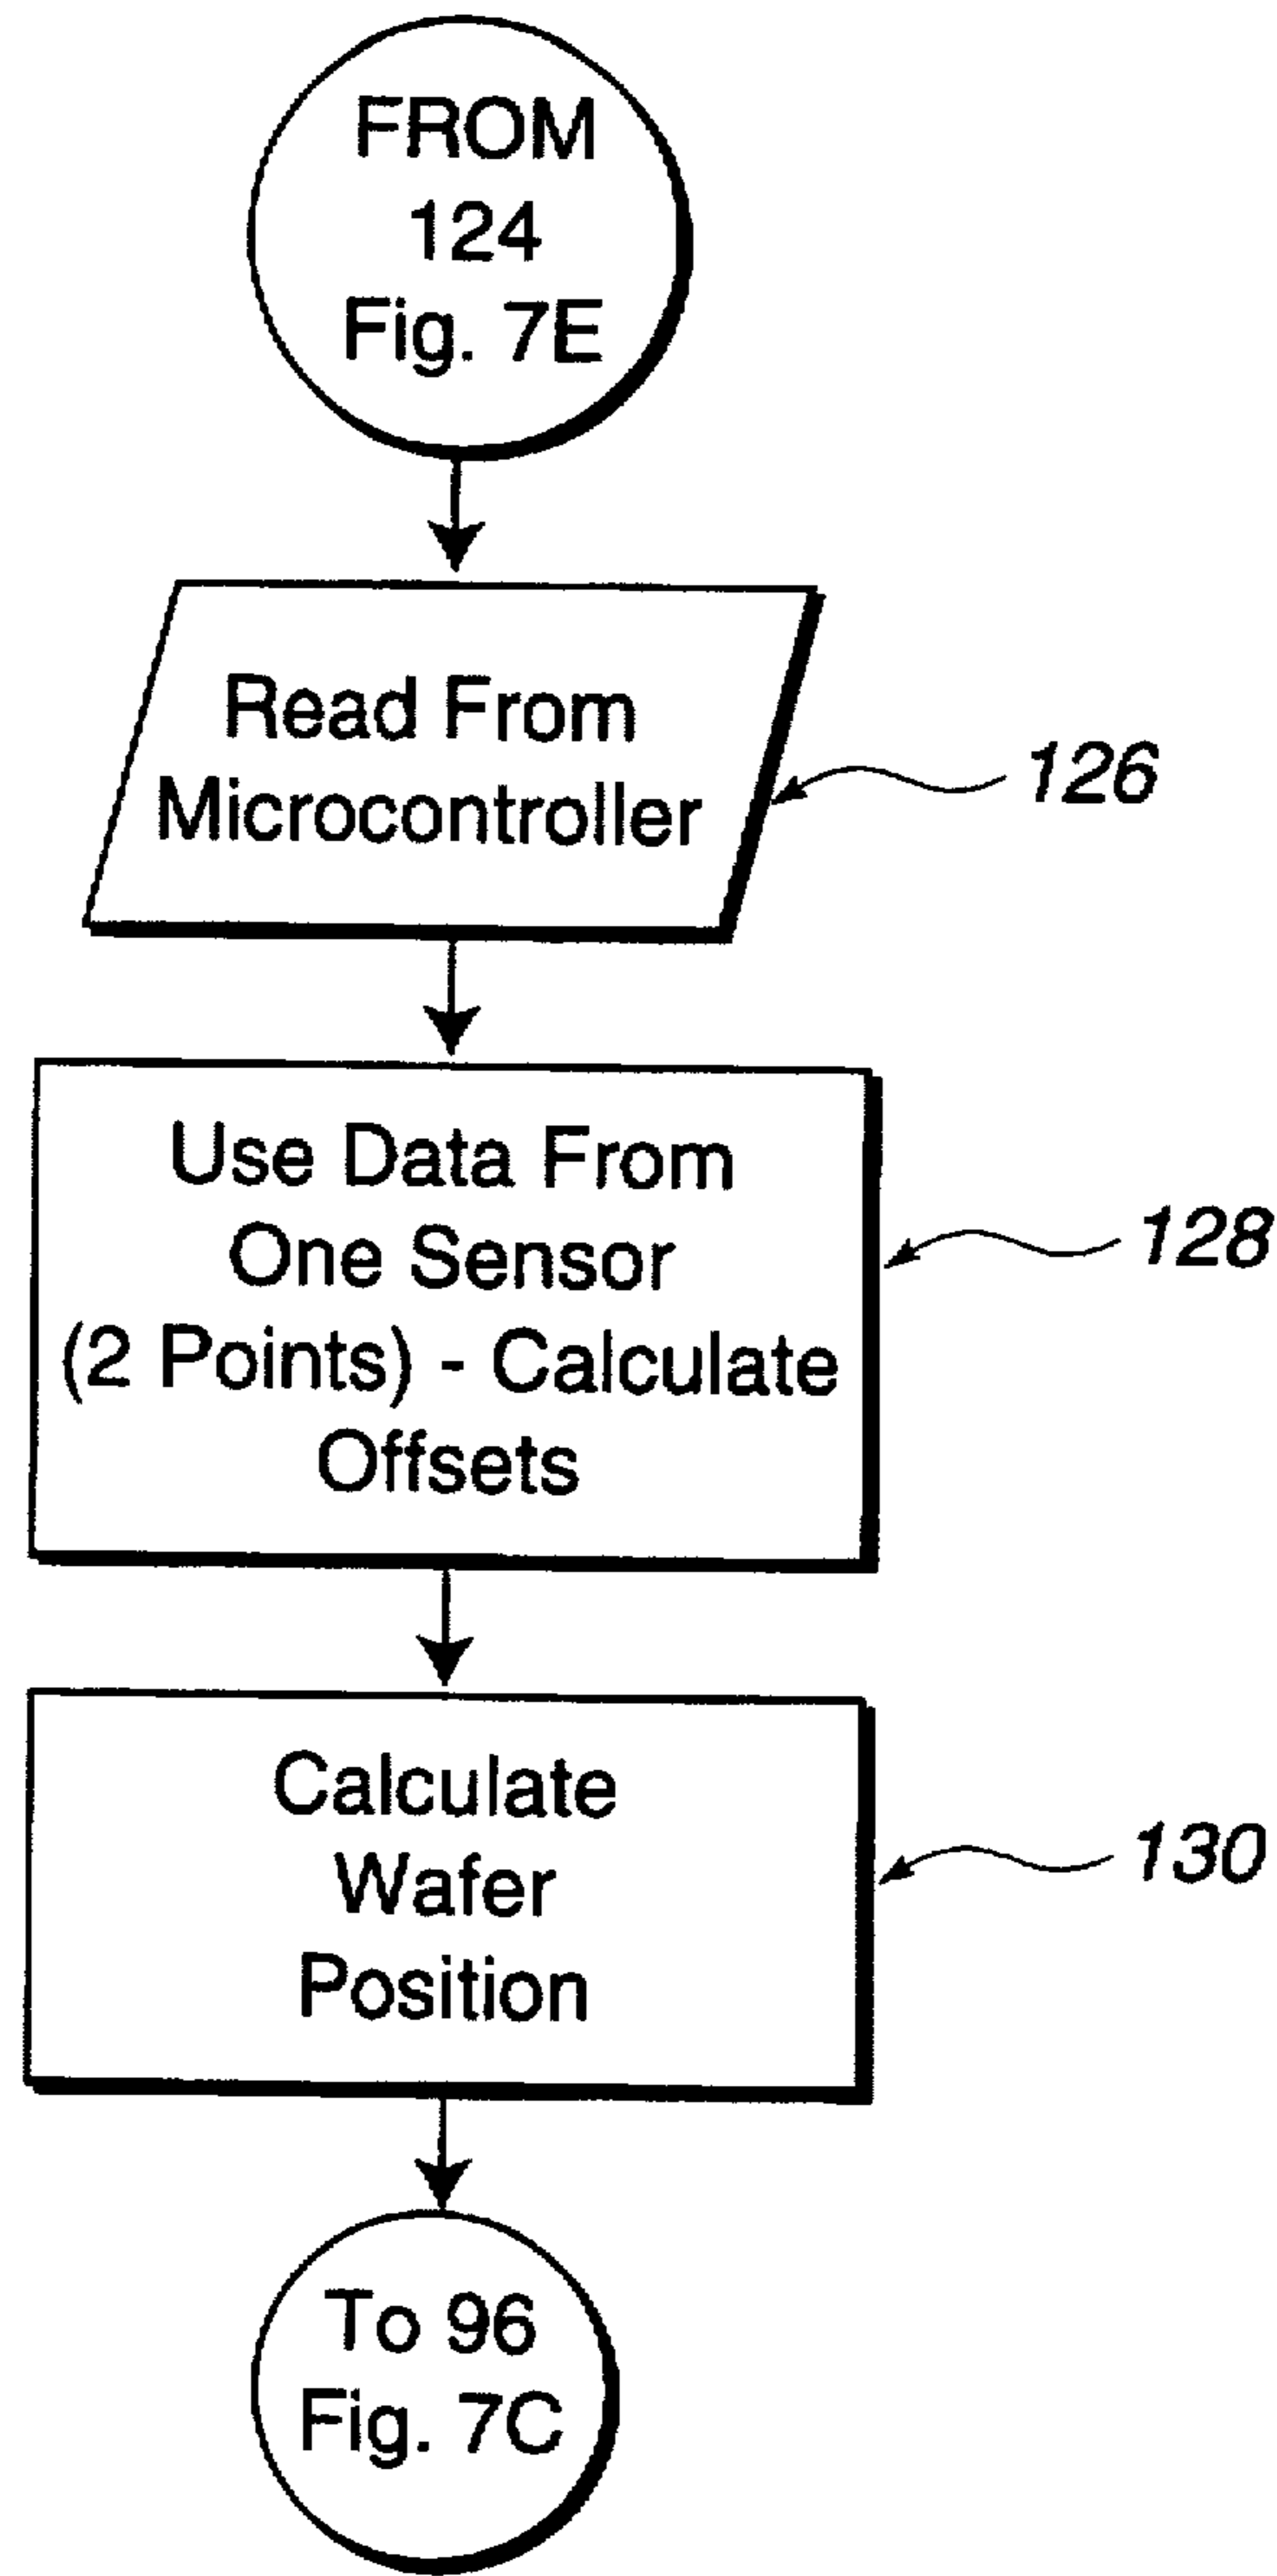 FROM
124
Fig. 7E
Read From
Microcontroller
126
Use Data From
One Sensor
(2 Points) - Calculate
Offsets
128
Calculate
Wafer
Position
130
To 96
Fig. 7C